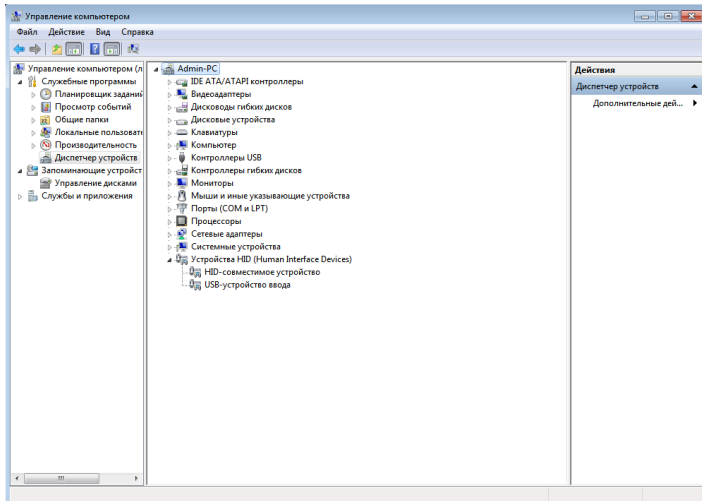 Управление компьютером
Файл Действие Вид Справка
Управление компьютером (л
Служебные программы
Планировщик заданий
Просмотр событий
Общие папки
Локальные пользовате
Производительность
Диспетчер устройств
Запоминающие устройст
Управление дисками
Службы и приложения
Admin-PC
IDE ATA/ATAPI контроллеры
Видеоадаптеры
Дисководы гибких дисков
Дисковые устройства
Клавиатуры
Компьютер
Контроллеры USB
Контроллеры гибких дисков
Мониторы
Мыши и иные указывающие устройства
Порты (COM и LPT)
Процессоры
Сетевые адаптеры
Системные устройства
Устройства HID (Human Interface Devices)
HID-совместимое устройство
USB-устройство ввода
Действия
Диспетчер устройств
Дополнительные дей...